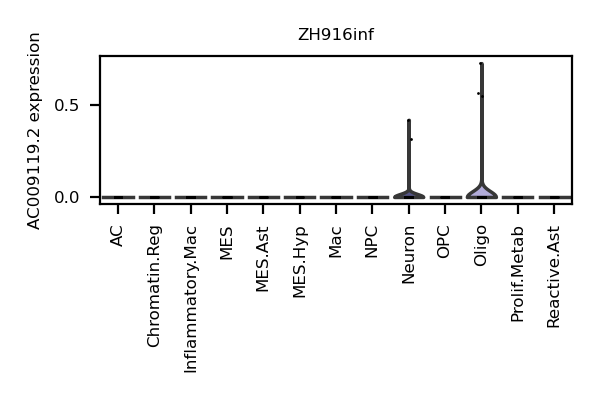 ZH916inf
AC009119.2 expression
0.5
0.0
AC
Chromatin.Reg
Inflammatory.Mac
MES
MES.Ast
MES.Hyp
Mac
NPC
Neuron
OPC
Oligo
Prolif.Metab
Reactive.Ast